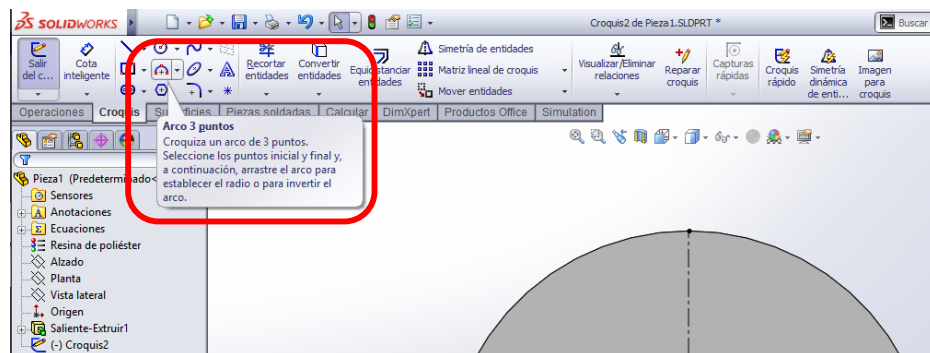 SOLIDWORKS
Croquis2 de Pieza1.SLDPRT *
Buscar
Salir del c...
Cota inteligente
Recortar entidades
Convertir entidades
Equidistanciar entidades
Simetría de entidades
Matriz lineal de croquis
Mover entidades
Visualizar/Eliminar relaciones
Reparar croquis
Capturas rápidas
Croquis rápido
Simetría dinámica de enti...
Imagen para croquis
Operaciones
Croquis
Superficies
Piezas soldadas
Calcular
DimXpert
Productos Office
Simulation
Arco 3 puntos
Croquiza un arco de 3 puntos.
Seleccione los puntos inicial y final y,
a continuación, arrastre el arco para
establecer el radio o para invertir el
arco.
Pieza1 (Predeterminado<
Sensores
Anotaciones
Ecuaciones
Resina de poliéster
Alzado
Planta
Vista lateral
Origen
Saliente-Extruir1
(-) Croquis2